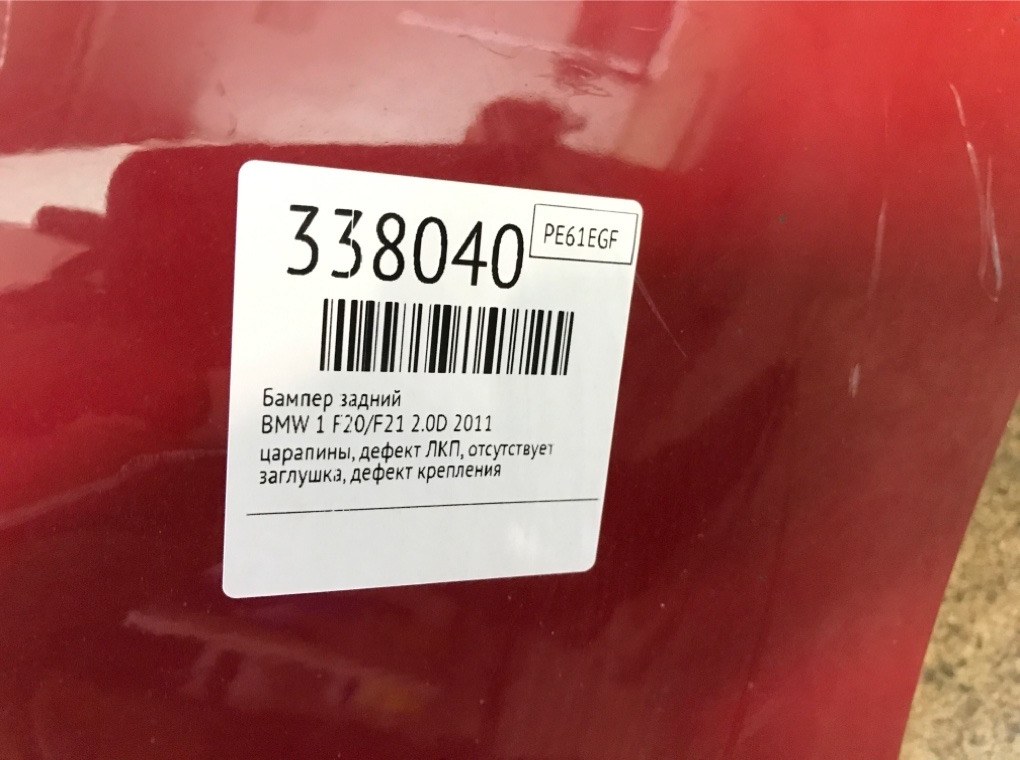 338040
PE61EGF
Бампер задний
BMW 1 F20/F21 2.0D 2011
царапины, дефект ЛКП, отсутствует
заглушка, дефект крепления